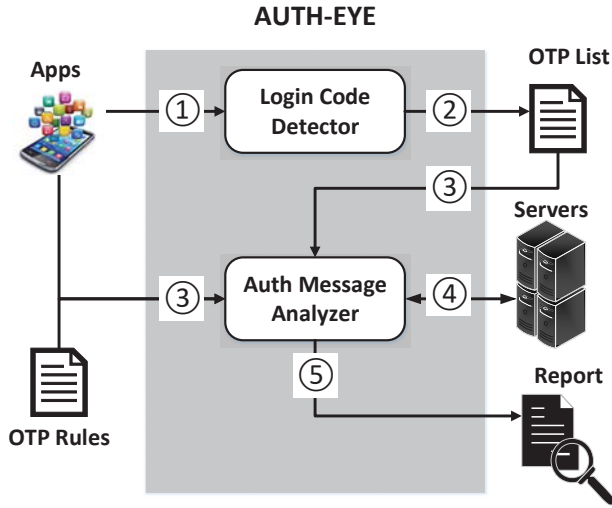 AUTH-EYE
Apps
OTP List
①
Login Code
Detector
②
③
Servers
③
Auth Message
Analyzer
④
⑤
Report
OTP Rules